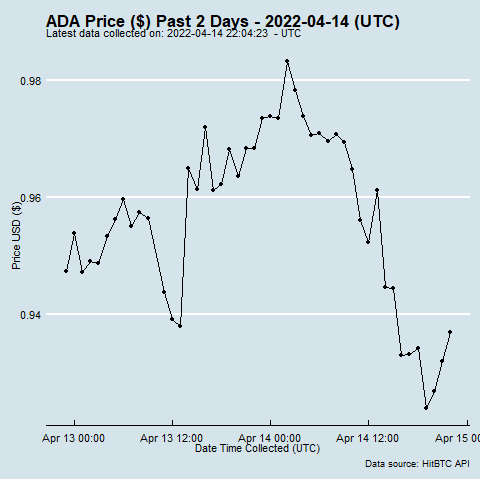 ADA Price ($) Past 2 Days - 2022-04-14 (UTC)
Latest data collected on: 2022-04-14 22:04:23  - UTC
0.98
0.96
0.94
Price USD ($)
Apr 13 00:00
Apr 13 12:00
Apr 14 00:00
Apr 14 12:00
Apr 15 00
Date Time Collected (UTC)
Data source: HitBTC API